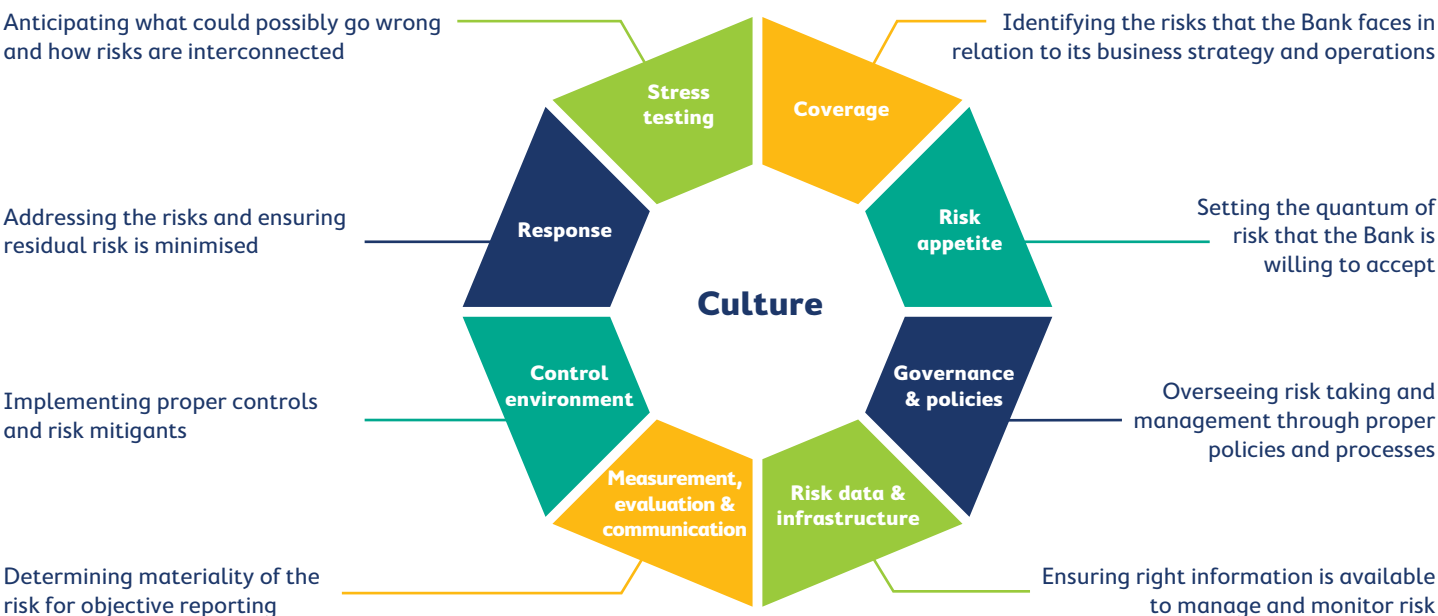 Anticipating what could possibly go wrong
and how risks are interconnected
Identifying the risks that the Bank faces in
relation to its business strategy and operations
Stress
testing
Coverage
Response
Risk
appetite
Addressing the risks and ensuring
residual risk is minimised
Setting the quantum of
risk that the Bank is
willing to accept
Culture
Control
environment
Governance
& policies
Implementing proper controls
and risk mitigants
Overseeing risk taking and
management through proper
policies and processes
Measurement,
evaluation &
communication
Risk data &
infrastructure
Determining materiality of the
risk for objective reporting
Ensuring right information is available
to manage and monitor risk